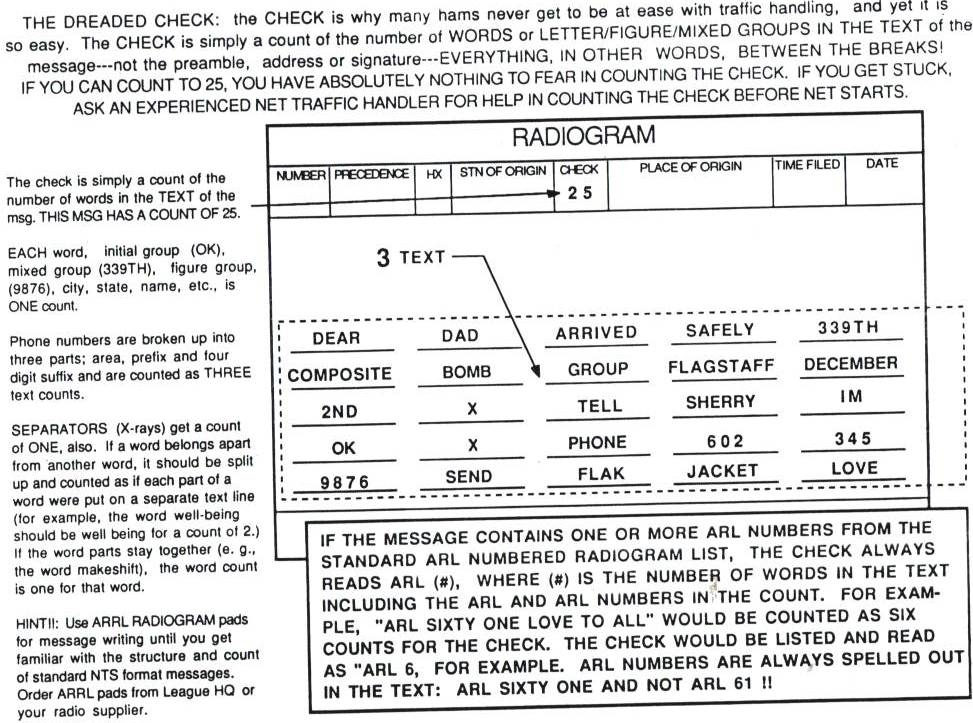 THE DREADED CHECK: the CHECK is why many hams never get to be at ease with traffic handling, and yet it is
so easy. The CHECK is simply a count of the number of WORDS or LETTER/FIGURE/MIXED GROUPS IN THE TEXT of the
message---not the preamble, address or signature---EVERYTHING, IN OTHER WORDS, BETWEEN THE BREAKS!
IF YOU CAN COUNT TO 25, YOU HAVE ABSOLUTELY NOTHING TO FEAR IN COUNTING THE CHECK. IF YOU GET STUCK,
ASK AN EXPERIENCED NET TRAFFIC HANDLER FOR HELP IN COUNTING THE CHECK BEFORE NET STARTS.
The check is simply a count of the
number of words in the TEXT of the
msg. THIS MSG HAS A COUNT OF 25.
EACH word, initial group (OK),
mixed group (339TH), figure group,
(9876), city, state, name, etc., is
ONE count.
Phone numbers are broken up into
three parts; area, prefix and four
digit suffix and are counted as THREE
text counts.
SEPARATORS (X-rays) get a count
of ONE, also. If a word belongs apart
from another word, it should be split
up and counted as if each part of a
word were put on a separate text line
(for example, the word well-being
should be well being for a count of 2.)
If the word parts stay together (e. g.,
the word makeshift), the word count
is one for that word.
HINT!!: Use ARRL RADIOGRAM pads
for message writing until you get
familiar with the structure and count
of standard NTS format messages.
Order ARRL pads from League HQ or
your radio supplier.
RADIOGRAM
NUMBER PRECEDENCE HX STN OF ORIGIN CHECK PLACE OF ORIGIN TIME FILED DATE
25
3 TEXT
DEAR DAD ARRIVED SAFELY 339TH
COMPOSITE BOMB GROUP FLAGSTAFF DECEMBER
2ND X TELL SHERRY IM
OK X PHONE 602 345
9876 SEND FLAK JACKET LOVE
IF THE MESSAGE CONTAINS ONE OR MORE ARL NUMBERS FROM THE
STANDARD ARL NUMBERED RADIOGRAM LIST, THE CHECK ALWAYS
READS ARL (#), WHERE (#) IS THE NUMBER OF WORDS IN THE TEXT
INCLUDING THE ARL AND ARL NUMBERS IN THE COUNT. FOR EXAM-
PLE, "ARL SIXTY ONE LOVE TO ALL" WOULD BE COUNTED AS SIX
COUNTS FOR THE CHECK. THE CHECK WOULD BE LISTED AND READ
AS "ARL 6, FOR EXAMPLE. ARL NUMBERS ARE ALWAYS SPELLED OUT
IN THE TEXT: ARL SIXTY ONE AND NOT ARL 61 !!